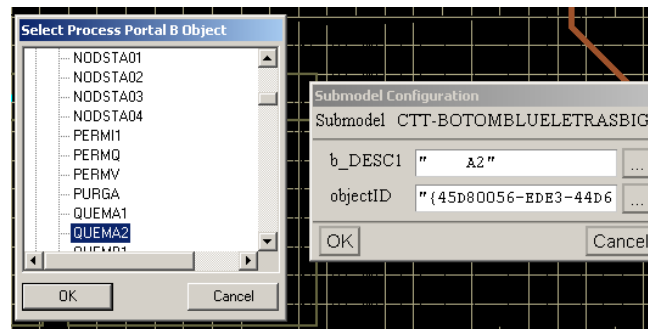 Select Process Portal B Object
NODSTA01
NODSTA02
NODSTA03
NODSTA04
PERMI1
PERMQ
PERMV
PURGA
QUEMA1
QUEMA2
OK
Cancel
Submodel Configuration
Submodel CTT-BOTOMBLUELETRASBIG
b_DESC1 " A2" ...
objectID "{45D80056-EDE3-44D6 ...
OK
Cancel